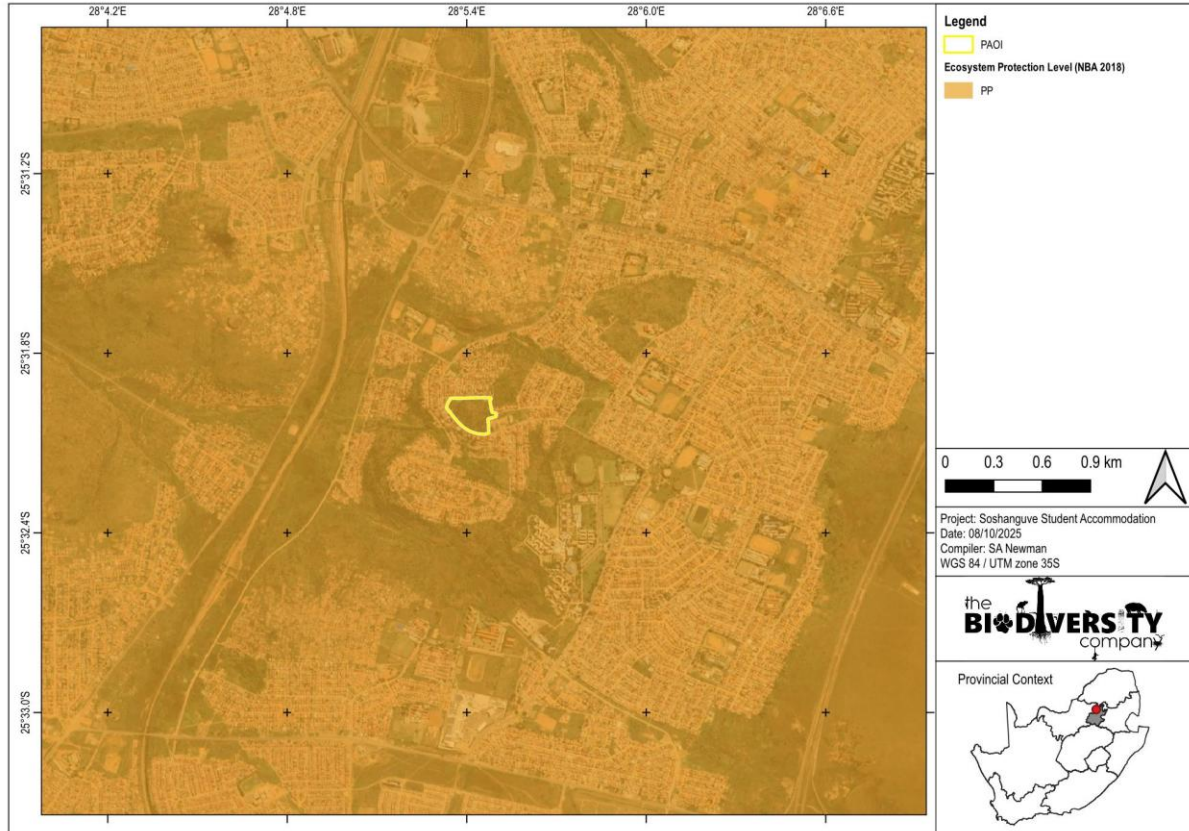 28°4.2'E 28°4.8'E 28°5.4'E 28°6.0'E 28°6.6'E
25°31.2'S
25°31.8'S
25°32.4'S
25°33.0'S
Legend
PAOI
Ecosystem Protection Level (NBA 2018)
PP
0 0.3 0.6 0.9 km
Project: Soshanguve Student Accommodation
Date: 08/10/2025
Compiler: SA Newman
WGS 84 / UTM zone 35S
the
BIODIVERSITY
company
Provincial Context